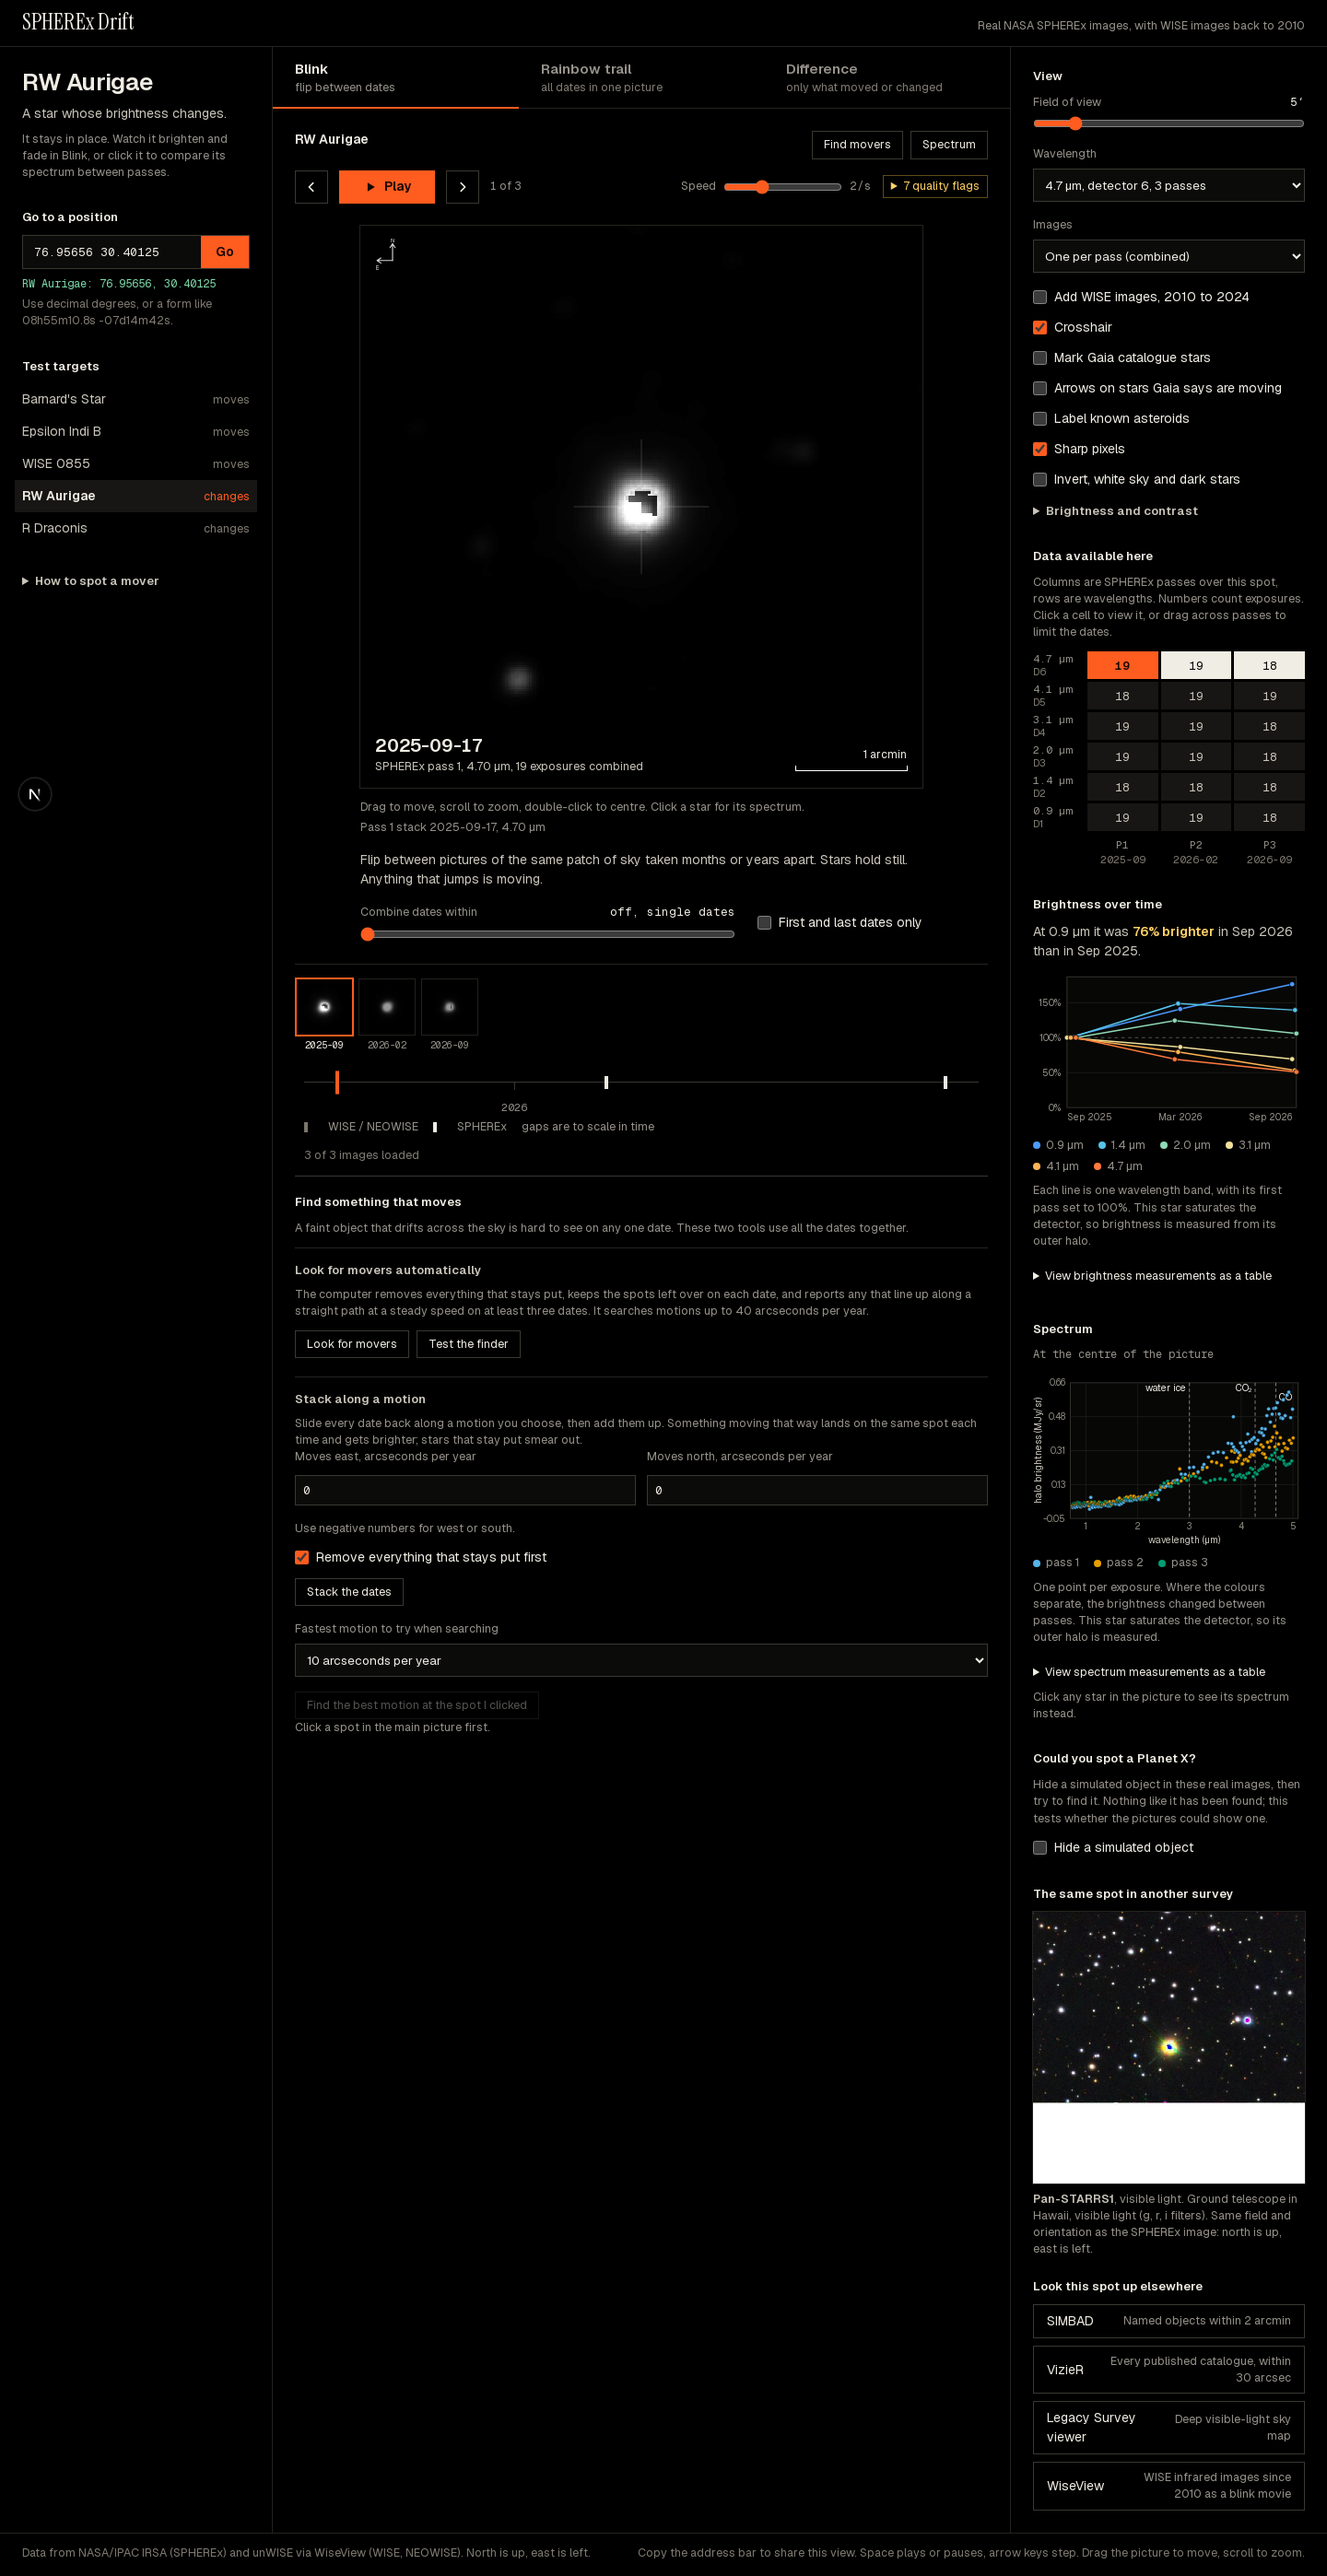 SPHEREx Drift
Real NASA SPHEREx images, with WISE images back to 2010
RW Aurigae
A star whose brightness changes.
It stays in place. Watch it brighten and
fade in Blink, or click it to compare its
spectrum between passes.
Go to a position
76.95656 30.40125
Go
RW Aurigae: 76.95656, 30.40125
Use decimal degrees, or a form like
08h55m10.8s -07d14m42s.
Test targets
Barnard's Star moves
Epsilon Indi B moves
WISE 0855 moves
RW Aurigae changes
R Draconis changes
How to spot a mover
N
Blink
flip between dates
Rainbow trail
all dates in one picture
Difference
only what moved or changed
RW Aurigae
Find movers
Spectrum
Play
1 of 3
Speed
2/s
7 quality flags
N
E
2025-09-17
SPHEREx pass 1, 4.70 µm, 19 exposures combined
1 arcmin
Drag to move, scroll to zoom, double-click to centre. Click a star for its spectrum.
Pass 1 stack 2025-09-17, 4.70 µm
Flip between pictures of the same patch of sky taken months or years apart. Stars hold still.
Anything that jumps is moving.
Combine dates within
off, single dates
First and last dates only
2025-09
2026-02
2026-09
2026
WISE / NEOWISE
SPHEREx
gaps are to scale in time
3 of 3 images loaded
Find something that moves
A faint object that drifts across the sky is hard to see on any one date. These two tools use all the dates together.
Look for movers automatically
The computer removes everything that stays put, keeps the spots left over on each date, and reports any that line up along a
straight path at a steady speed on at least three dates. It searches motions up to 40 arcseconds per year.
Look for movers
Test the finder
Stack along a motion
Slide every date back along a motion you choose, then add them up. Something moving that way lands on the same spot each
time and gets brighter; stars that stay put smear out.
Moves east, arcseconds per year
Moves north, arcseconds per year
0
0
Use negative numbers for west or south.
Remove everything that stays put first
Stack the dates
Fastest motion to try when searching
10 arcseconds per year
Find the best motion at the spot I clicked
Click a spot in the main picture first.
View
Field of view
5′
Wavelength
4.7 µm, detector 6, 3 passes
Images
One per pass (combined)
Add WISE images, 2010 to 2024
Crosshair
Mark Gaia catalogue stars
Arrows on stars Gaia says are moving
Label known asteroids
Sharp pixels
Invert, white sky and dark stars
Brightness and contrast
Data available here
Columns are SPHEREx passes over this spot,
rows are wavelengths. Numbers count exposures.
Click a cell to view it, or drag across passes to
limit the dates.
4.7 µm D6 19 19 18
4.1 µm D5 18 19 19
3.1 µm D4 19 19 18
2.0 µm D3 19 19 18
1.4 µm D2 18 18 18
0.9 µm D1 19 19 18
P1 P2 P3
2025-09 2026-02 2026-09
Brightness over time
At 0.9 µm it was 76% brighter in Sep 2026
than in Sep 2025.
150%
100%
50%
0%
Sep 2025 Mar 2026 Sep 2026
0.9 µm 1.4 µm 2.0 µm 3.1 µm
4.1 µm 4.7 µm
Each line is one wavelength band, with its first
pass set to 100%. This star saturates the
detector, so brightness is measured from its
outer halo.
View brightness measurements as a table
Spectrum
At the centre of the picture
halo brightness (MJy/sr)
0.66
0.48
0.31
0.13
-0.05
water ice
CO₂
CO
1 2 3 4 5
wavelength (µm)
pass 1 pass 2 pass 3
One point per exposure. Where the colours
separate, the brightness changed between
passes. This star saturates the detector, so its
outer halo is measured.
View spectrum measurements as a table
Click any star in the picture to see its spectrum
instead.
Could you spot a Planet X?
Hide a simulated object in these real images, then
try to find it. Nothing like it has been found; this
tests whether the pictures could show one.
Hide a simulated object
The same spot in another survey
Pan-STARRS1, visible light. Ground telescope in
Hawaii, visible light (g, r, i filters). Same field and
orientation as the SPHEREx image: north is up,
east is left.
Look this spot up elsewhere
SIMBAD
Named objects within 2 arcmin
VizieR
Every published catalogue, within
30 arcsec
Legacy Survey
viewer
Deep visible-light sky
map
WiseView
WISE infrared images since
2010 as a blink movie
Data from NASA/IPAC IRSA (SPHEREx) and unWISE via WiseView (WISE, NEOWISE). North is up, east is left.
Copy the address bar to share this view. Space plays or pauses, arrow keys step. Drag the picture to move, scroll to zoom.